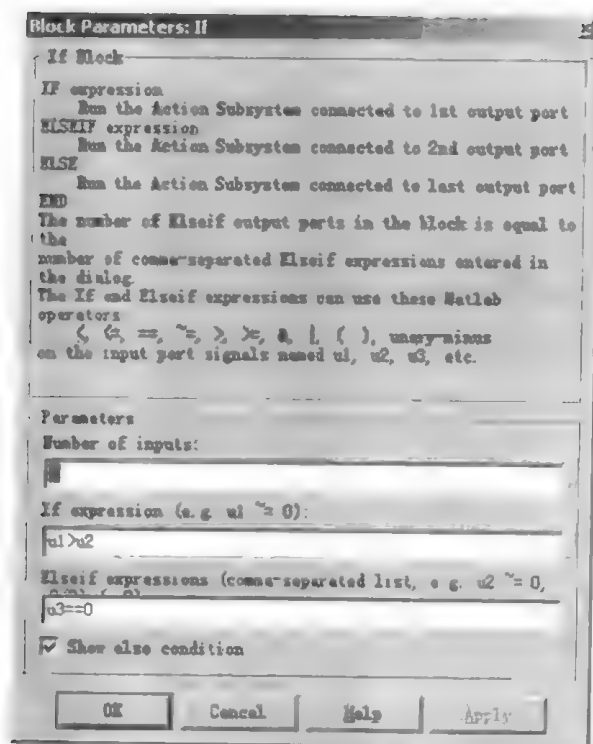 Block Parameters: If
If Block
IF expression
Run the Action Subsystem connected to 1st output port
ELSEIF expression
Run the Action Subsystem connected to 2nd output port
ELSE
Run the Action Subsystem connected to last output port
END
The number of Elseif output ports in the block is equal to
the
number of comma-separated Elseif expressions entered in
the dialog.
The If and Elseif expressions can use these Matlab
operators
<, <=, ==, ~=, >, >=, &, |, ( ), unary-minus
on the input port signals named u1, u2, u3, etc.
Parameters
Number of inputs:
If expression (e.g. u1 ~= 0):
u1>u2
Elseif expressions (comma-separated list, e.g. u2 ~= 0,
u3==0
Show else condition
OK
Cancel
Help
Apply